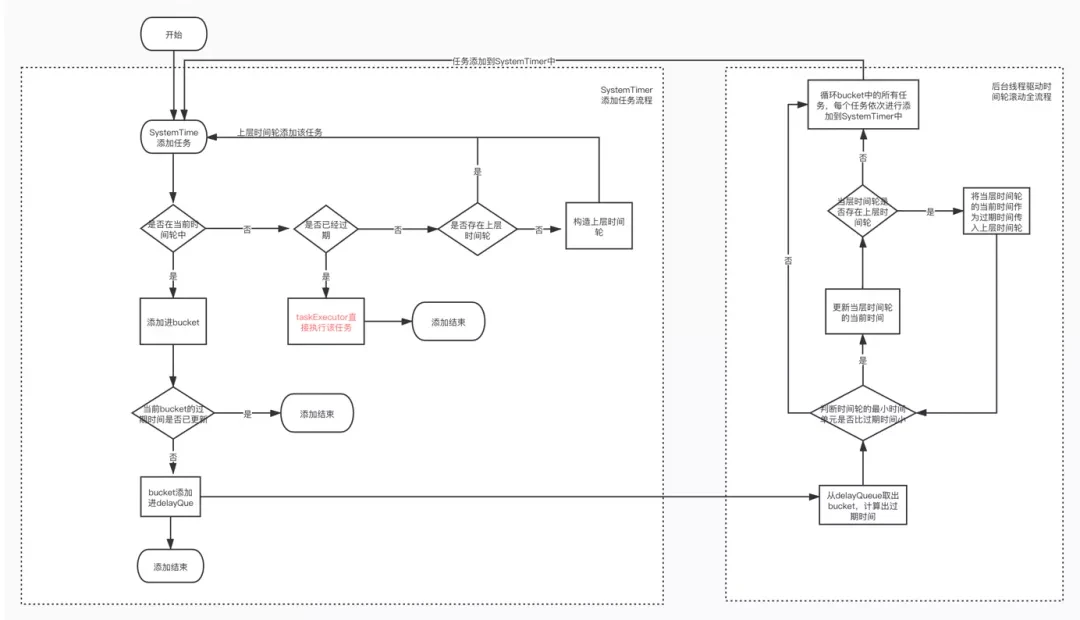 开始
任务添加到SystemTimer中
SystemTimer
添加任务流程
SystemTime
添加任务
上层时间轮添加该任务
是
是否在当前时
间轮中
否
是否已经过
期
否
是否存在上层
时间轮
否
构造上层时间
轮
是
是
添加进bucket
taskExecutor直
接执行该任务
添加结束
当前bucket的过
期时间是否已更新
是
添加结束
否
bucket添加
进delayQue
添加结束
后台线程驱动时
间轮滚动全流程
循环bucket中的所有任
务，每个任务依次进行添
加到SystemTimer中
否
当层时间轮是
否存在上层时间
轮
是
将当层时间轮
的当前时间作
为过期时间传
入上层时间轮
否
更新当层时间轮
的当前时间
是
判断时间轮的最小时间
单元是否比过期时间小
从delayQueue取出
bucket，计算出过
期时间